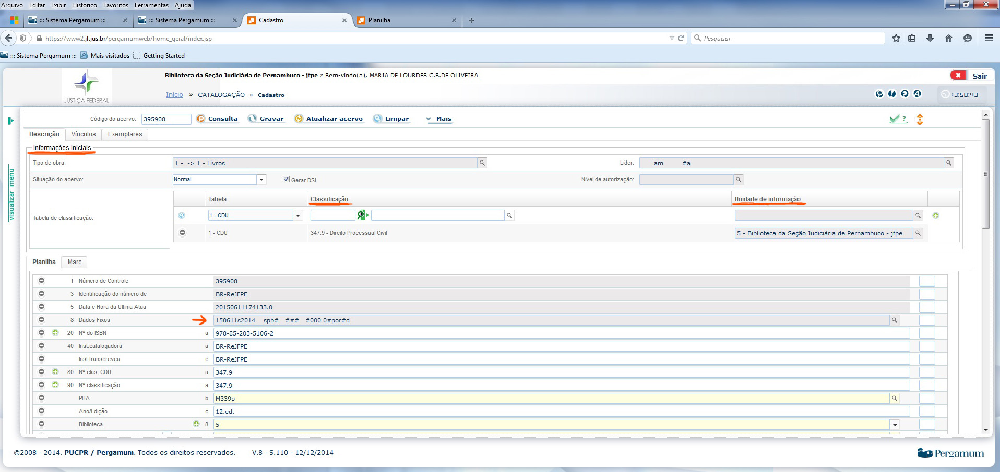 Arquivo Editar Exibir Histórico Favoritos Ferramentas Ajuda
::: Sistema Pergamum ::: ::: Sistema Pergamum ::: Cadastro Planilha
https://www2.jf.jus.br/pergamumweb/home_geral/index.jsp Pesquisar
::: Sistema Pergamum ::: Mais visitados Getting Started
JUSTIÇA FEDERAL
Biblioteca da Seção Judiciária de Pernambuco - jfpe » Bem-vindo(a), MARIA DE LOURDES C.B.DE OLIVEIRA
Sair
Início » CATALOGAÇÃO » Cadastro
13:58:43
visualizar menu
Código do acervo: 395908 Consulta Gravar Atualizar acervo Limpar Mais ?
Descrição Vínculos Exemplares
Informações iniciais
Tipo de obra: 1 - -> 1 - Livros Líder: am #a
Situação do acervo: Normal Gerar DSI Nível de autorização:
Tabela Classificação Unidade de informação
Tabela de classificação: 1 - CDU
1 - CDU 347.9 - Direito Processual Civil 5 - Biblioteca da Seção Judiciária de Pernambuco - jfpe
Planilha Marc
1 Número de Controle 395908
3 Identificação do número de BR-ReJFPE
5 Data e Hora da Ultima Atua 20150611174133.0
8 Dados Fixos 150611s2014 spb# ### #000 0#por#d
20 Nº do ISBN a 978-85-203-5106-2
40 Inst.catalogadora a BR-ReJFPE
Inst.transcreveu c BR-ReJFPE
80 Nº clas. CDU a 347.9
90 Nº classificação a 347.9
PHA b M339p
Ano/Edição c 12.ed.
Biblioteca 8 5
©2008 - 2014. PUCPR / Pergamum. Todos os direitos reservados. V.8 - S.110 - 12/12/2014
Pergamum